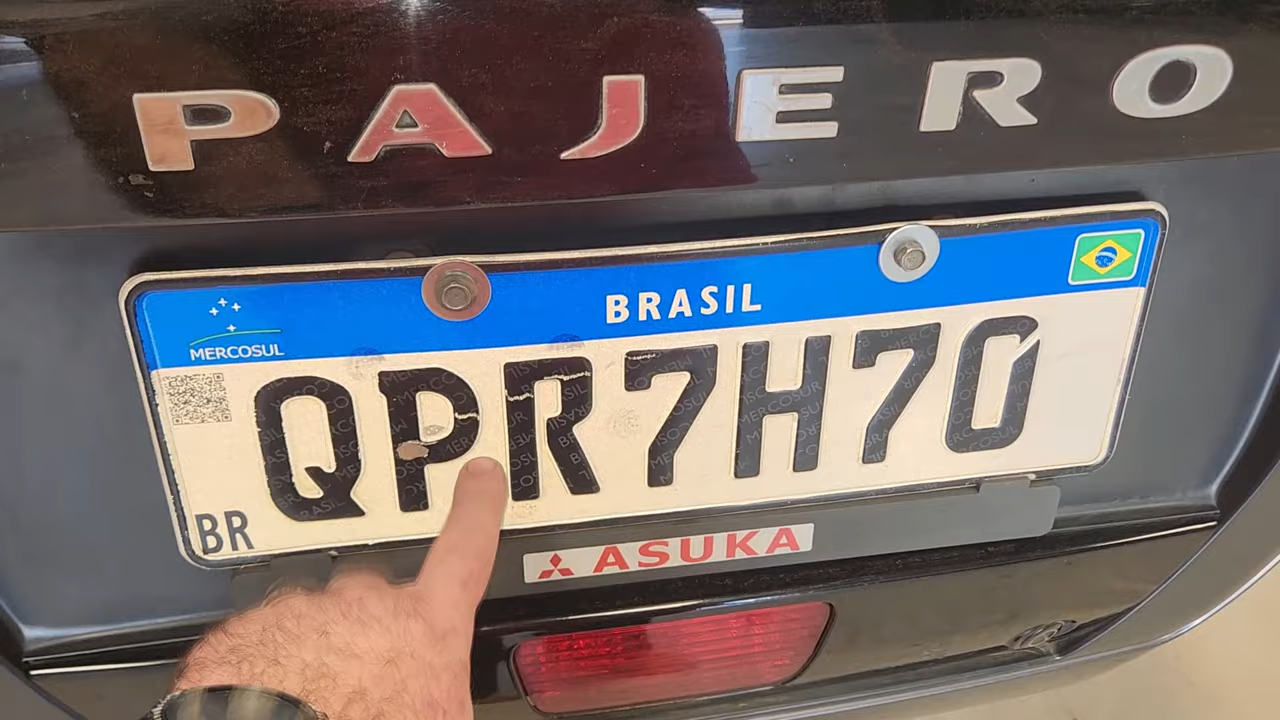 PAJERO
BRASIL
MERCOSUL
QPR7H70
BR
ASUKA